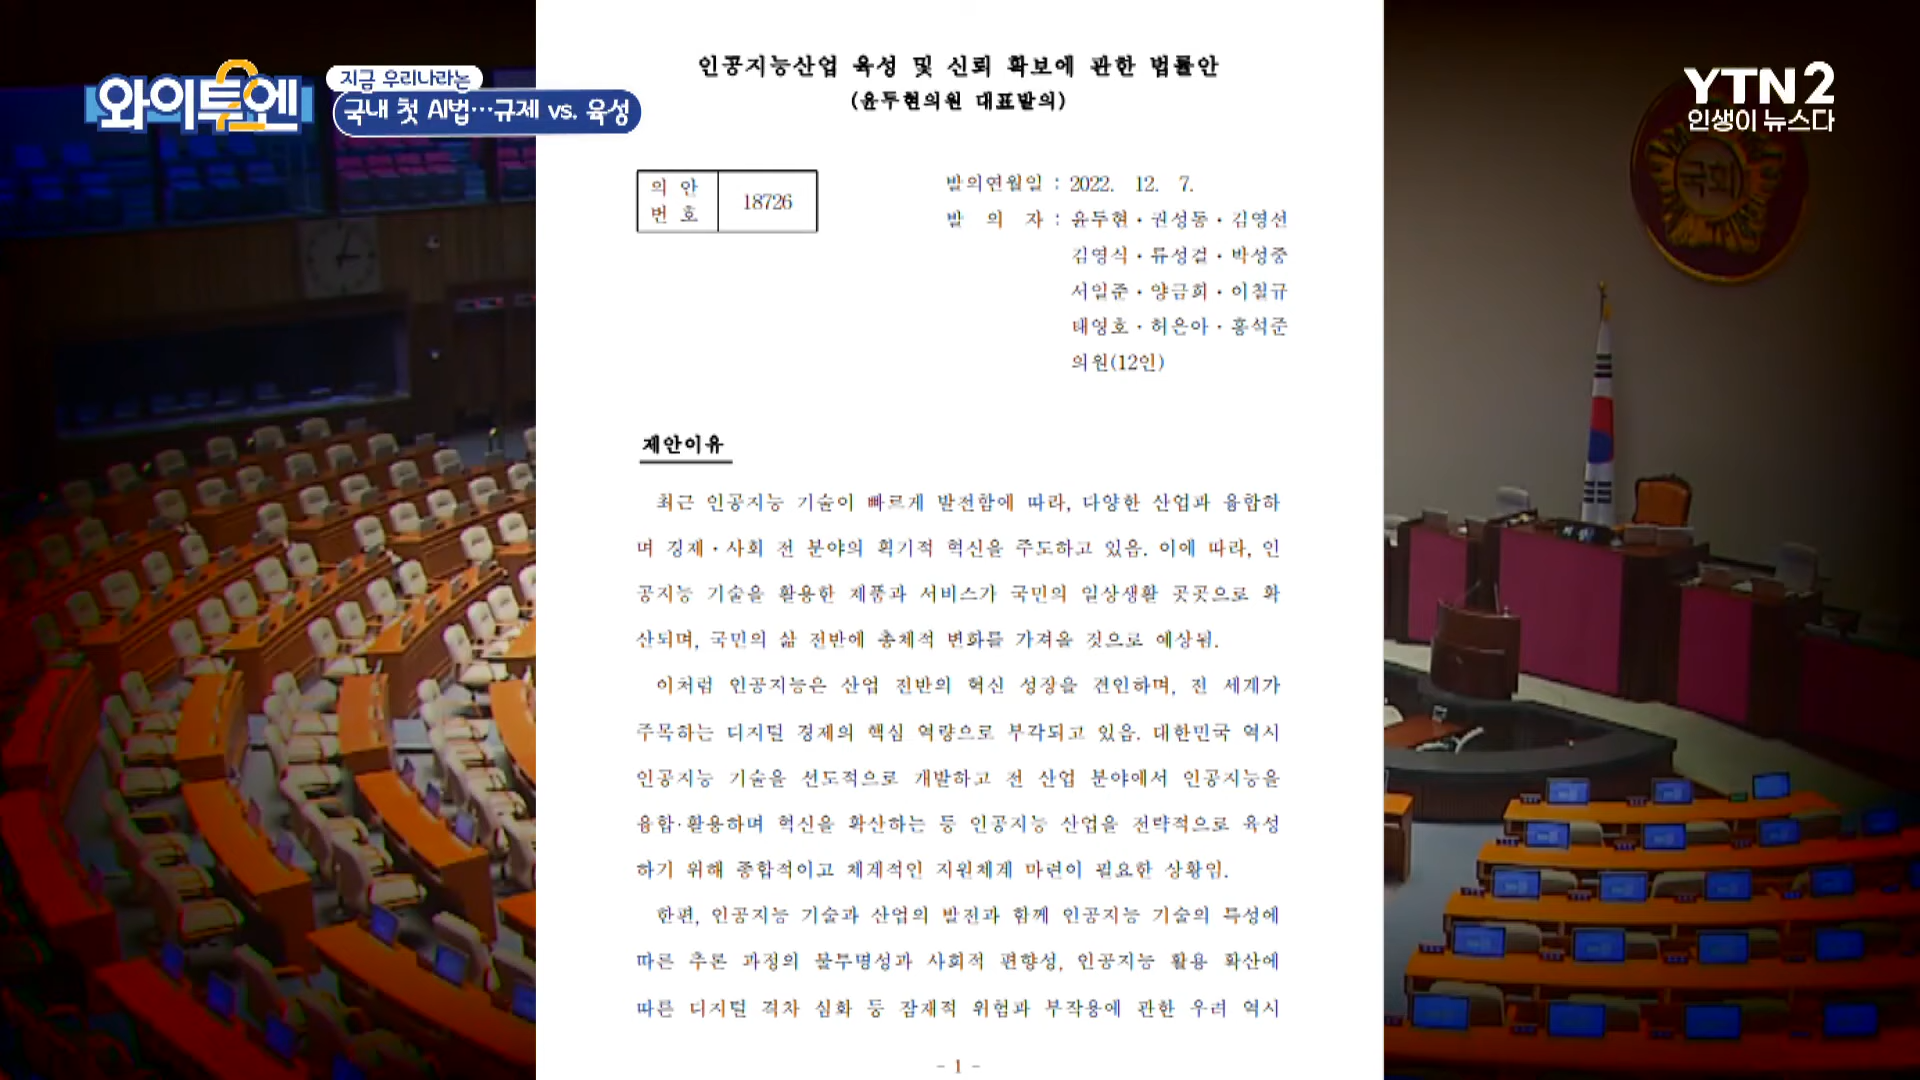 와이투엔
지금 우리나라는
국내 첫 AI법…규제 vs. 육성
YTN2
인생이 뉴스다
국회
인공지능산업 육성 및 신뢰 확보에 관한 법률안
(윤두현의원 대표발의)
의 안
번 호
18726
발의연월일 : 2022. 12. 7.
발 의 자 : 윤두현・권성동・김영선
김영식・류성걸・박성중
서일준・양금희・이철규
태영호・허은아・홍석준
의원(12인)
제안이유
최근 인공지능 기술이 빠르게 발전함에 따라, 다양한 산업과 융합하
며 경제・사회 전 분야의 획기적 혁신을 주도하고 있음. 이에 따라, 인
공지능 기술을 활용한 제품과 서비스가 국민의 일상생활 곳곳으로 확
산되며, 국민의 삶 전반에 총체적 변화를 가져올 것으로 예상됨.
이처럼 인공지능은 산업 전반의 혁신 성장을 견인하며, 전 세계가
주목하는 디지털 경제의 핵심 역량으로 부각되고 있음. 대한민국 역시
인공지능 기술을 선도적으로 개발하고 전 산업 분야에서 인공지능을
융합·활용하며 혁신을 확산하는 등 인공지능 산업을 전략적으로 육성
하기 위해 종합적이고 체계적인 지원체계 마련이 필요한 상황임.
한편, 인공지능 기술과 산업의 발전과 함께 인공지능 기술의 특성에
따른 추론 과정의 불투명성과 사회적 편향성, 인공지능 활용 확산에
따른 디지털 격차 심화 등 잠재적 위험과 부작용에 관한 우려 역시
- 1 -